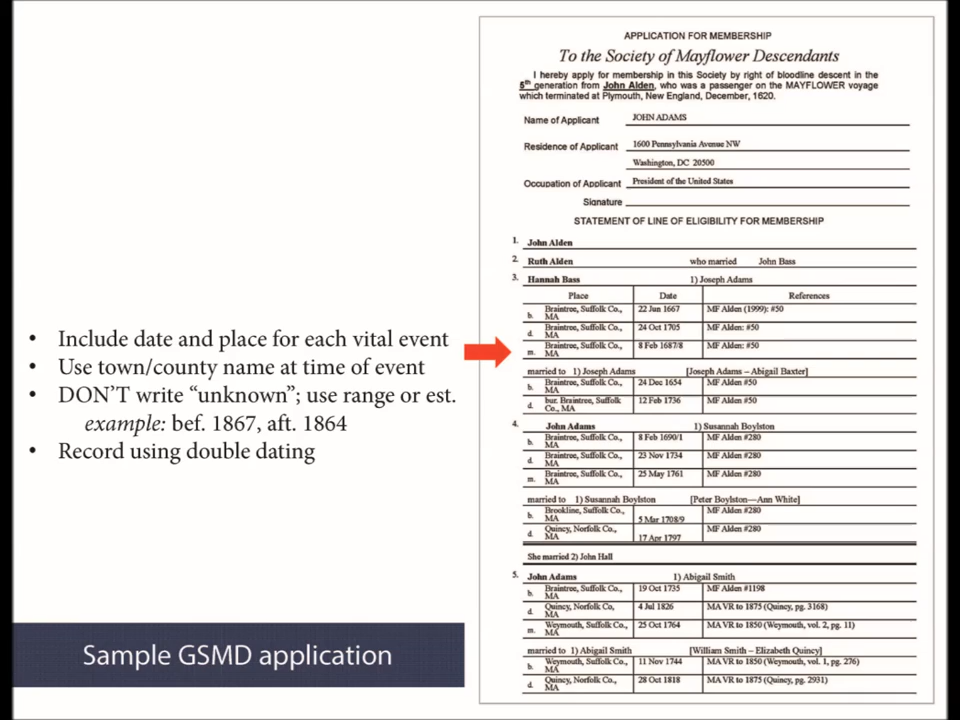 • Include date and place for each vital event
• Use town/county name at time of event
• DON'T write “unknown”; use range or est.
example: bef. 1867, aft. 1864
• Record using double dating
Sample GSMD application
APPLICATION FOR MEMBERSHIP
To the Society of Mayflower Descendants
I hereby apply for membership in this Society by right of bloodline descent in the
5th generation from John Alden, who was a passenger on the MAYFLOWER voyage
which terminated at Plymouth, New England, December, 1620.
Name of Applicant JOHN ADAMS
Residence of Applicant 1600 Pennsylvania Avenue NW
Washington, DC 20500
Occupation of Applicant President of the United States
Signature
STATEMENT OF LINE OF ELIGIBILITY FOR MEMBERSHIP
1. John Alden
2. Ruth Alden who married John Bass
3. Hannah Bass 1) Joseph Adams
Place Date References
b. Braintree, Suffolk Co., MA 22 Jun 1667 MF Alden (1999): #50
d. Braintree, Suffolk Co., MA 24 Oct 1705 MF Alden: #50
m. Braintree, Suffolk Co., MA 8 Feb 1687/8 MF Alden: #50
married to 1) Joseph Adams [Joseph Adams – Abigail Baxter]
b. Braintree, Suffolk Co., MA 24 Dec 1654 MF Alden #50
d. bur. Braintree, Suffolk Co., MA 12 Feb 1736 MF Alden #50
4. John Adams 1) Susannah Boylston
b. Braintree, Suffolk Co., MA 8 Feb 1690/1 MF Alden #280
d. Braintree, Suffolk Co., MA 23 Nov 1734 MF Alden #280
m. Braintree, Suffolk Co., MA 25 May 1761 MF Alden #280
married to 1) Susannah Boylston [Peter Boylston—Ann White]
b. Brookline, Suffolk Co., MA 5 Mar 1708/9 MF Alden #280
d. Quincy, Norfolk Co., MA 17 Apr 1797 MF Alden #280
She married 2) John Hall
5. John Adams 1) Abigail Smith
b. Braintree, Suffolk Co., MA 19 Oct 1735 MF Alden #1198
d. Quincy, Norfolk Co, MA 4 Jul 1826 MA VR to 1875 (Quincy, pg. 3168)
m. Weymouth, Suffolk Co., MA 25 Oct 1764 MA VR to 1850 (Weymouth, vol. 2, pg. 11)
married to 1) Abigail Smith [William Smith – Elizabeth Quincy]
b. Weymouth, Suffolk Co., MA 11 Nov 1744 MA VR to 1850 (Weymouth, vol. 1, pg. 276)
d. Quincy, Norfolk Co., MA 28 Oct 1818 MA VR to 1875 (Quincy, pg. 2931)